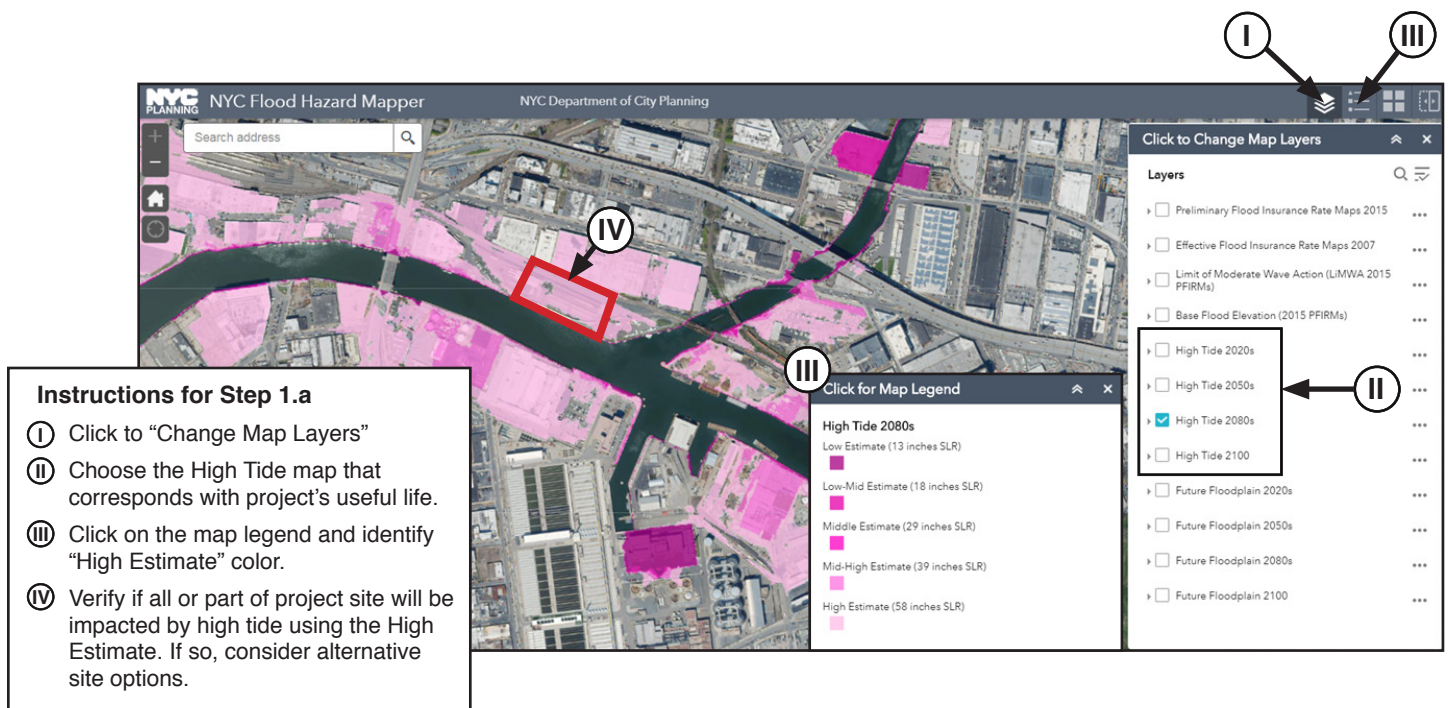 I
III
NYC
PLANNING
NYC Flood Hazard Mapper
NYC Department of City Planning
Search address
Click to Change Map Layers
Layers
Preliminary Flood Insurance Rate Maps 2015
Effective Flood Insurance Rate Maps 2007
Limit of Moderate Wave Action (LiMWA 2015
PFIRMs)
Base Flood Elevation (2015 PFIRMs)
High Tide 2020s
High Tide 2050s
High Tide 2080s
High Tide 2100
Future Floodplain 2020s
Future Floodplain 2050s
Future Floodplain 2080s
Future Floodplain 2100
II
IV
III
Click for Map Legend
High Tide 2080s
Low Estimate (13 inches SLR)
Low-Mid Estimate (18 inches SLR)
Middle Estimate (29 inches SLR)
Mid-High Estimate (39 inches SLR)
High Estimate (58 inches SLR)
Instructions for Step 1.a
I Click to “Change Map Layers”
II Choose the High Tide map that
corresponds with project’s useful life.
III Click on the map legend and identify
“High Estimate” color.
IV Verify if all or part of project site will be
impacted by high tide using the High
Estimate. If so, consider alternative
site options.